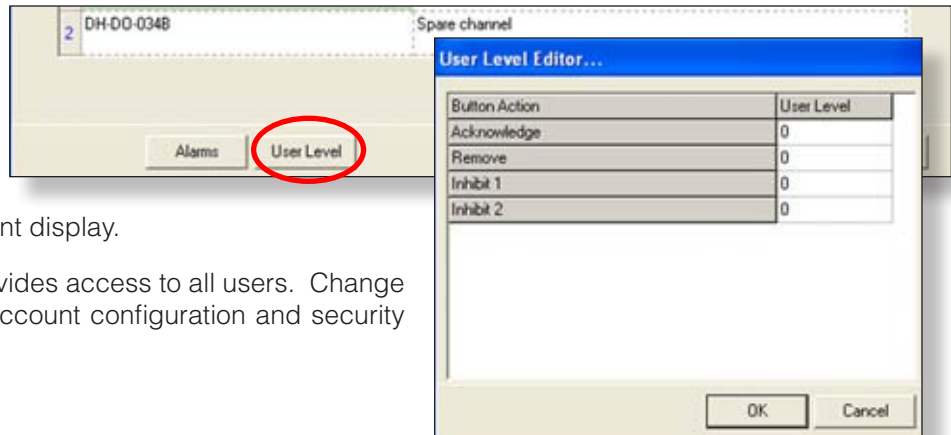 2 DH-DO-034B Spare channel
User Level Editor...
Button Action User Level
Acknowledge 0
Remove 0
Inhibit 1 0
Inhibit 2 0
Alarms User Level
nt display.
vides access to all users. Change
ccount configuration and security
OK Cancel